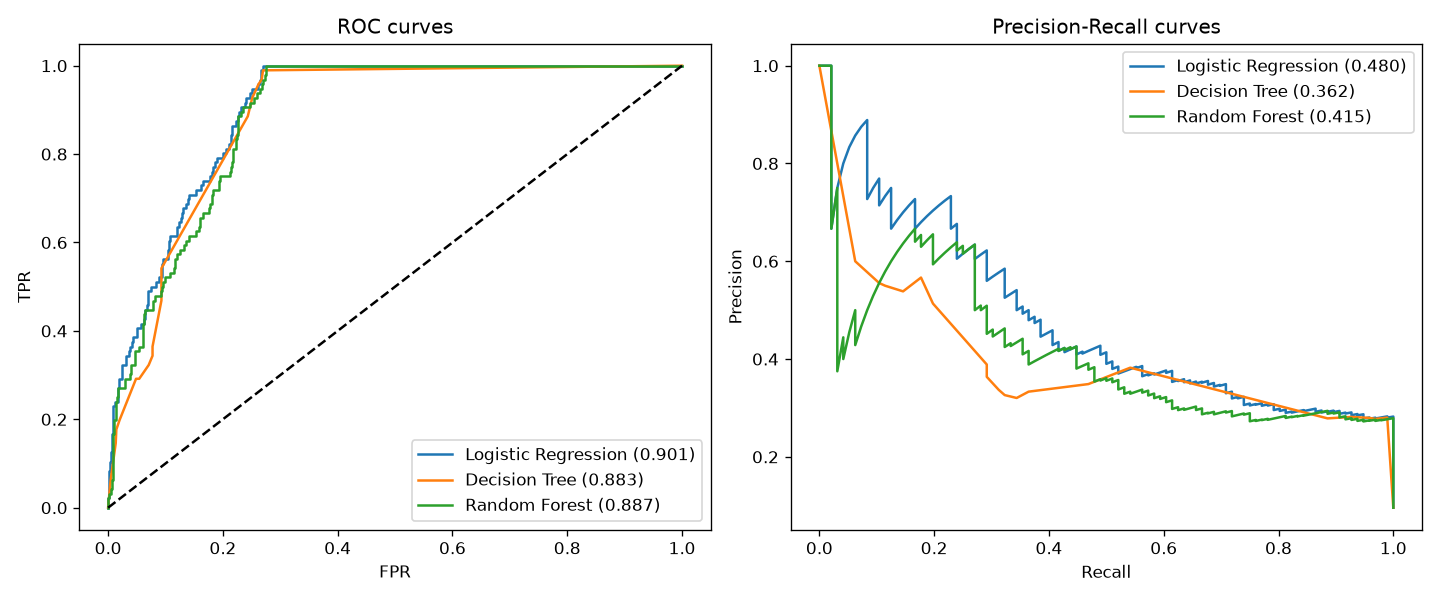 ROC curves
TPR
1.0
0.8
0.6
0.4
0.2
0.0
Logistic Regression (0.901)
Decision Tree (0.883)
Random Forest (0.887)
0.0 0.2 0.4 0.6 0.8 1.0
FPR
Precision-Recall curves
Precision
1.0
0.8
0.6
0.4
0.2
Logistic Regression (0.480)
Decision Tree (0.362)
Random Forest (0.415)
0.0 0.2 0.4 0.6 0.8 1.0
Recall